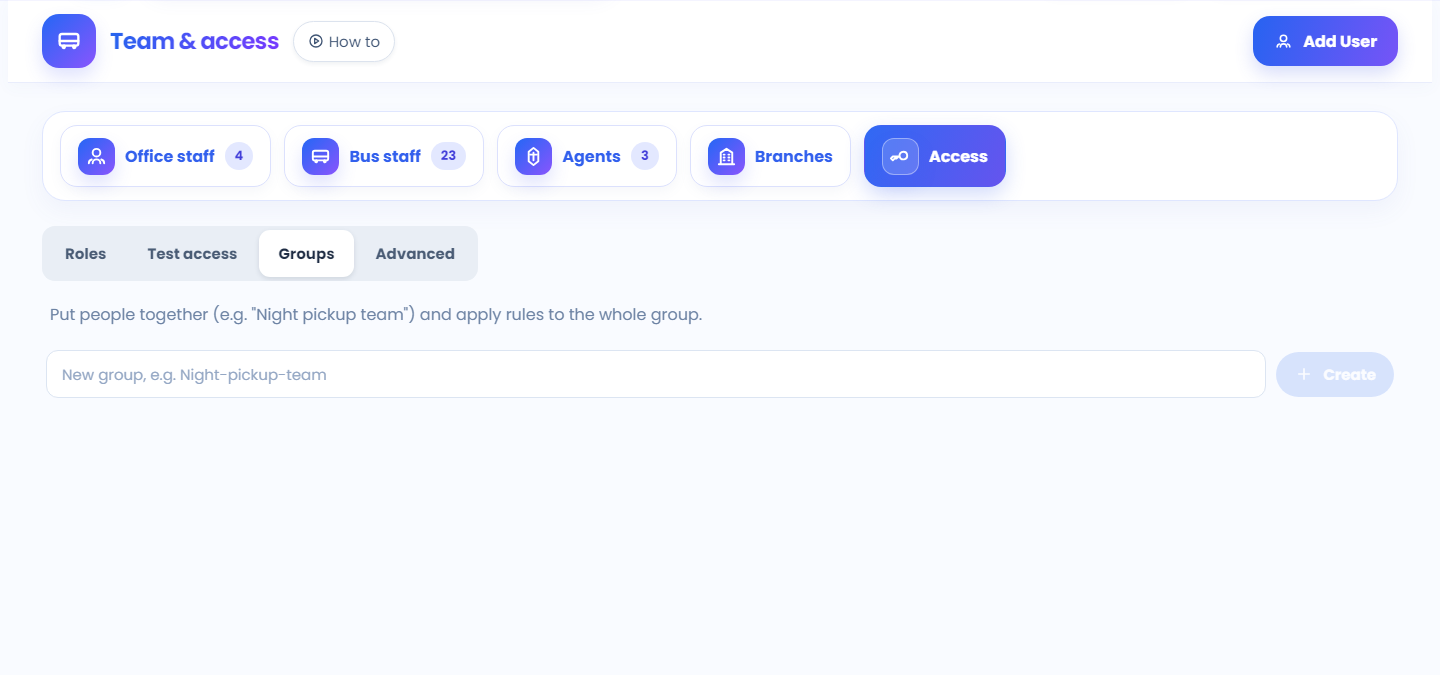 Team & access
How to
Add User
Office staff 4
Bus staff 23
Agents 3
Branches
Access
Roles
Test access
Groups
Advanced
Put people together (e.g. "Night pickup team") and apply rules to the whole group.
New group, e.g. Night-pickup-team
Create